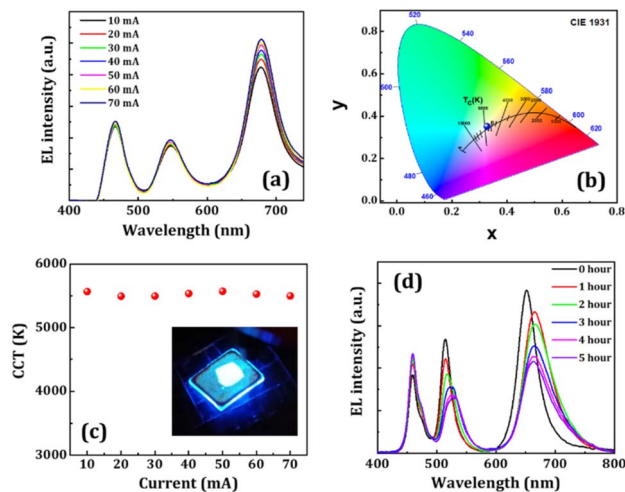 10 mA
20 mA
30 mA
40 mA
50 mA
60 mA
70 mA
EL intensity (a.u.)
(a)
400 500 600 700
Wavelength (nm)
CIE 1931
520
540
560
500
580
600
620
480
460
0.8
0.6
0.4
0.2
0.0
y
T_C(K)
(b)
0.0 0.2 0.4 0.6 0.8
x
6000
5000
4000
3000
CCT (K)
(c)
10 20 30 40 50 60 70
Current (mA)
(d)
0 hour
1 hour
2 hour
3 hour
4 hour
5 hour
EL intensity (a.u.)
400 500 600 700 800
Wavelength (nm)